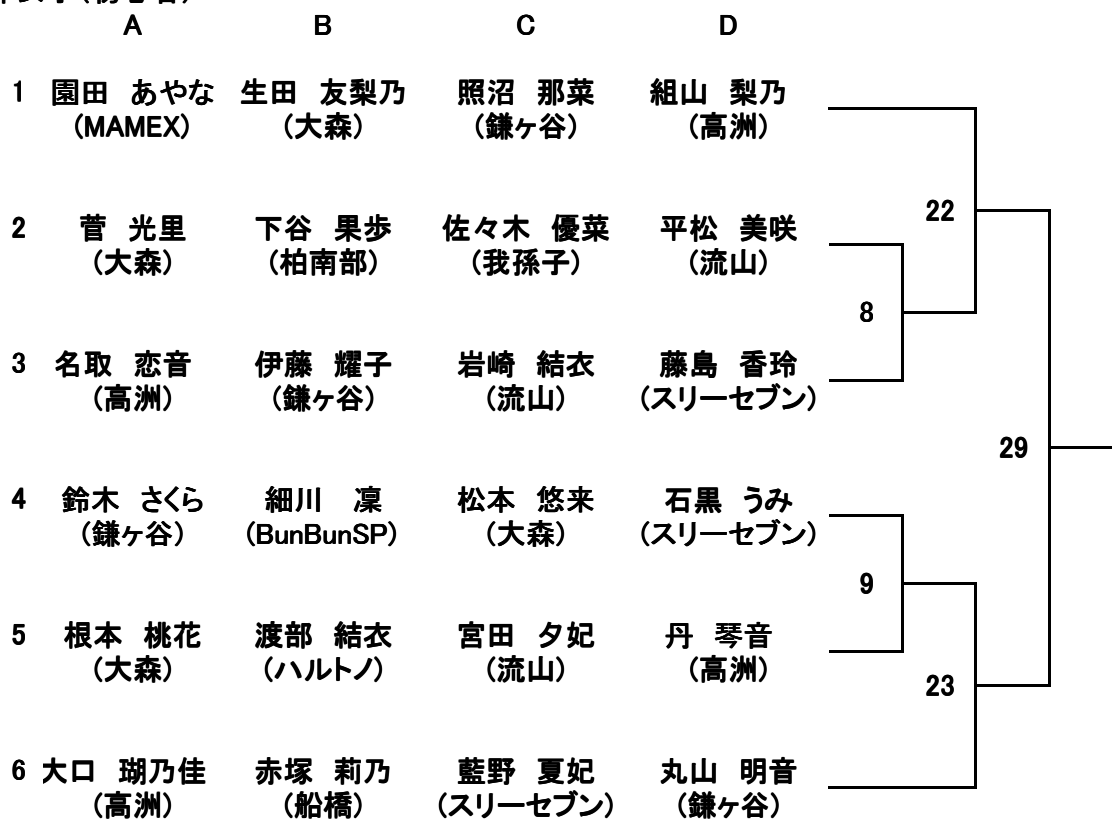 A B C D
1 園田 あやな 生田 友梨乃 照沼 那菜 組山 梨乃
(MAMEX) (大森) (鎌ヶ谷) (高洲)
22
2 菅 光里 下谷 果歩 佐々木 優菜 平松 美咲
(大森) (柏南部) (我孫子) (流山)
8
3 名取 恋音 伊藤 耀子 岩崎 結衣 藤島 香玲
(高洲) (鎌ヶ谷) (流山) (スリーセブン)
29
4 鈴木 さくら 細川 凜 松本 悠来 石黒 うみ
(鎌ヶ谷) (BunBunSP) (大森) (スリーセブン)
9
5 根本 桃花 渡部 結衣 宮田 夕妃 丹 琴音
(大森) (ハルトノ) (流山) (高洲)
23
6 大口 瑚乃佳 赤塚 莉乃 藍野 夏妃 丸山 明音
(高洲) (船橋) (スリーセブン) (鎌ヶ谷)